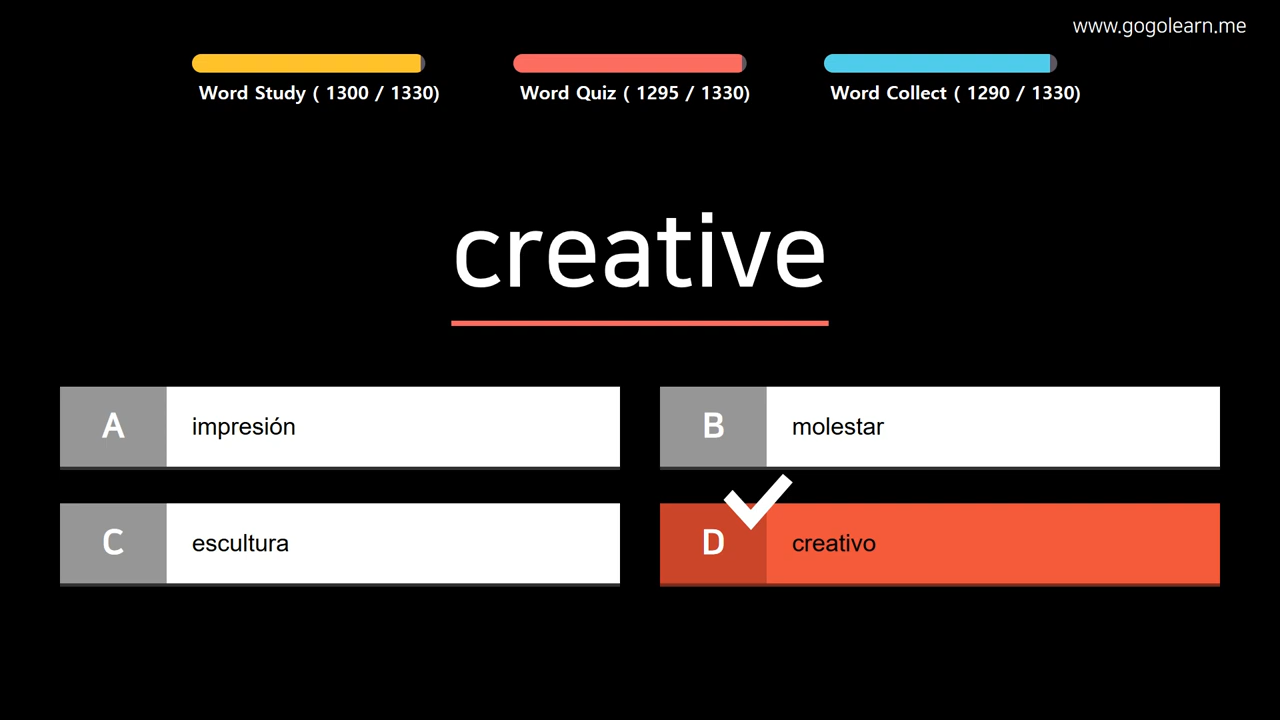 www.gogolearn.me
Word Study ( 1300 / 1330)
Word Quiz ( 1295 / 1330)
Word Collect ( 1290 / 1330)
creative
A impresión
B molestar
C escultura
D creativo